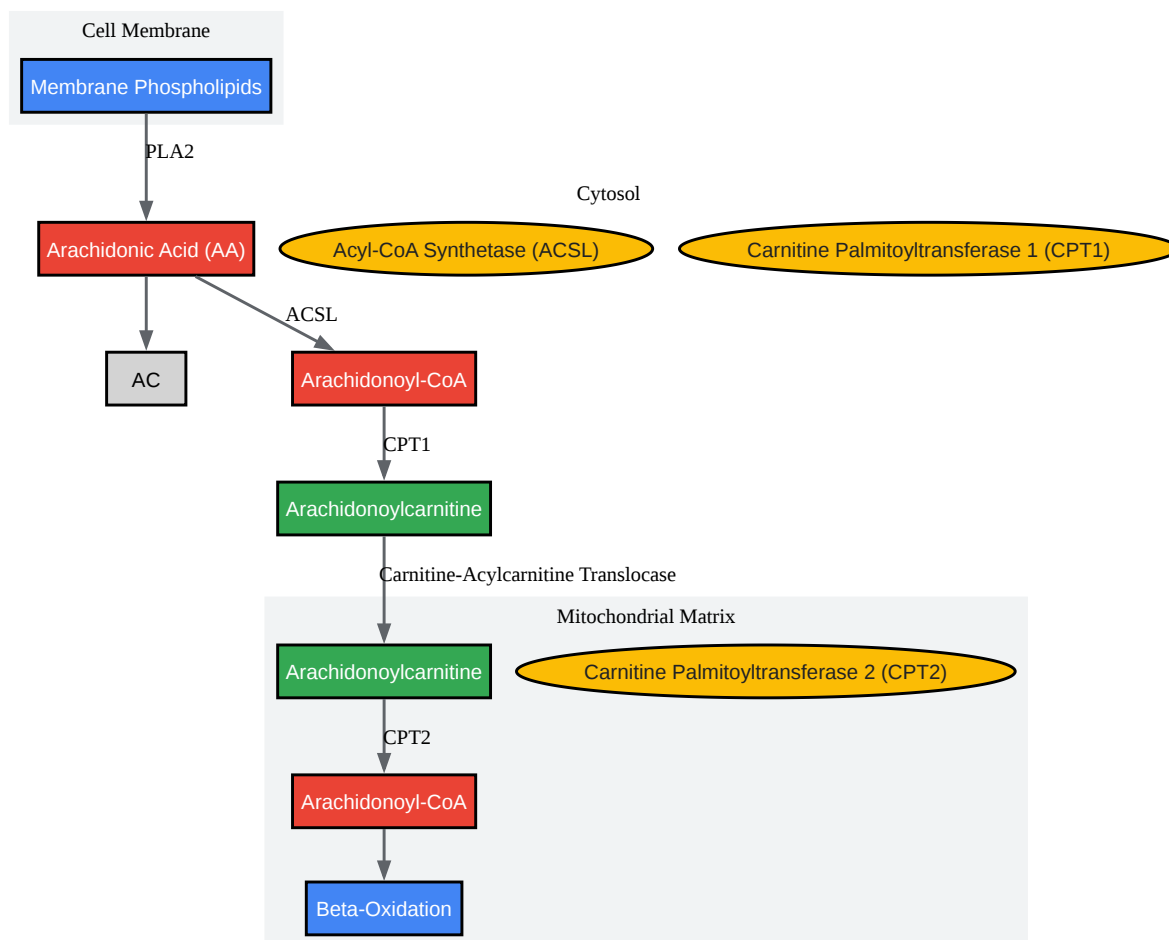 Cell Membrane
Membrane Phospholipids
PLA2
Cytosol
Arachidonic Acid (AA)
Acyl-CoA Synthetase (ACSL)
Carnitine Palmitoyltransferase 1 (CPT1)
ACSL
AC
Arachidonoyl-CoA
CPT1
Arachidonoylcarnitine
Carnitine-Acylcarnitine Translocase
Mitochondrial Matrix
Arachidonoylcarnitine
Carnitine Palmitoyltransferase 2 (CPT2)
CPT2
Arachidonoyl-CoA
Beta-Oxidation